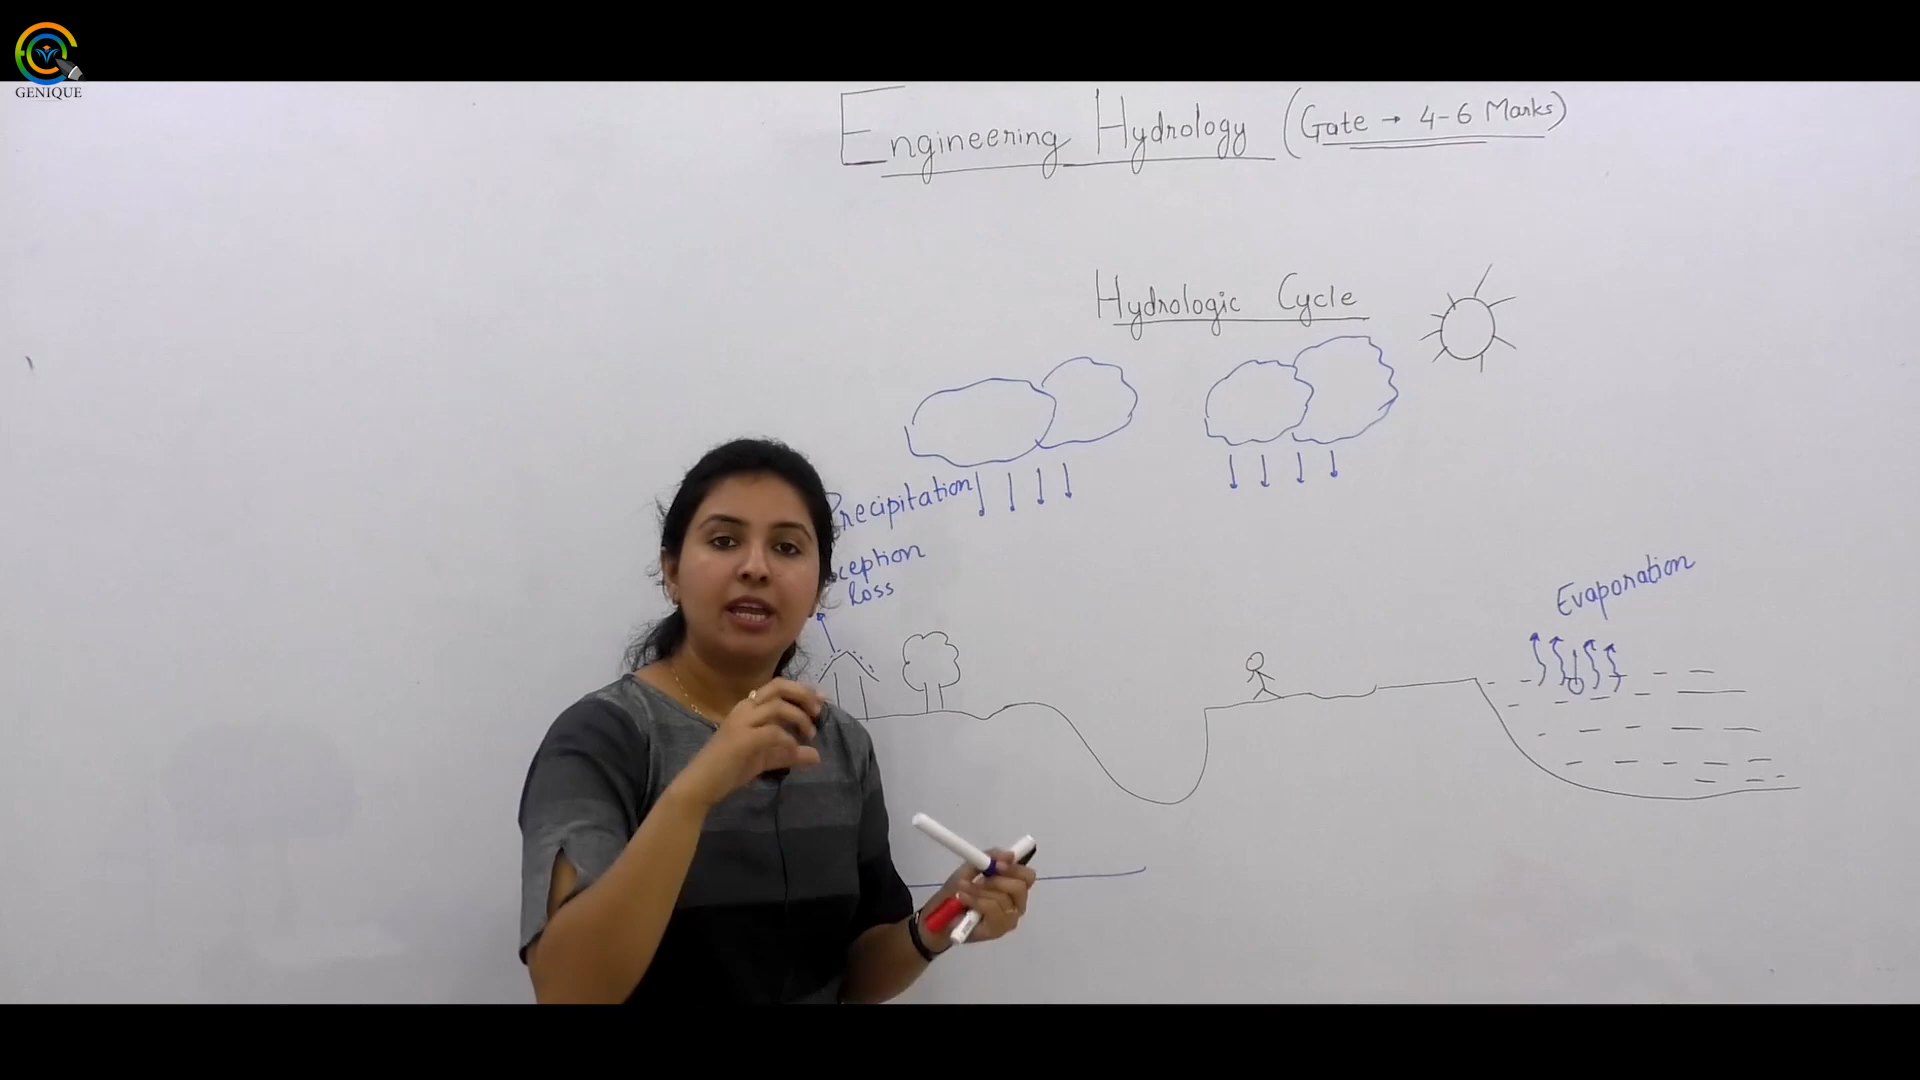 GENIQUE
Engineering Hydrology (Gate → 4-6 Marks)
Hydrologic Cycle
Precipitation
ception
loss
Evaporation